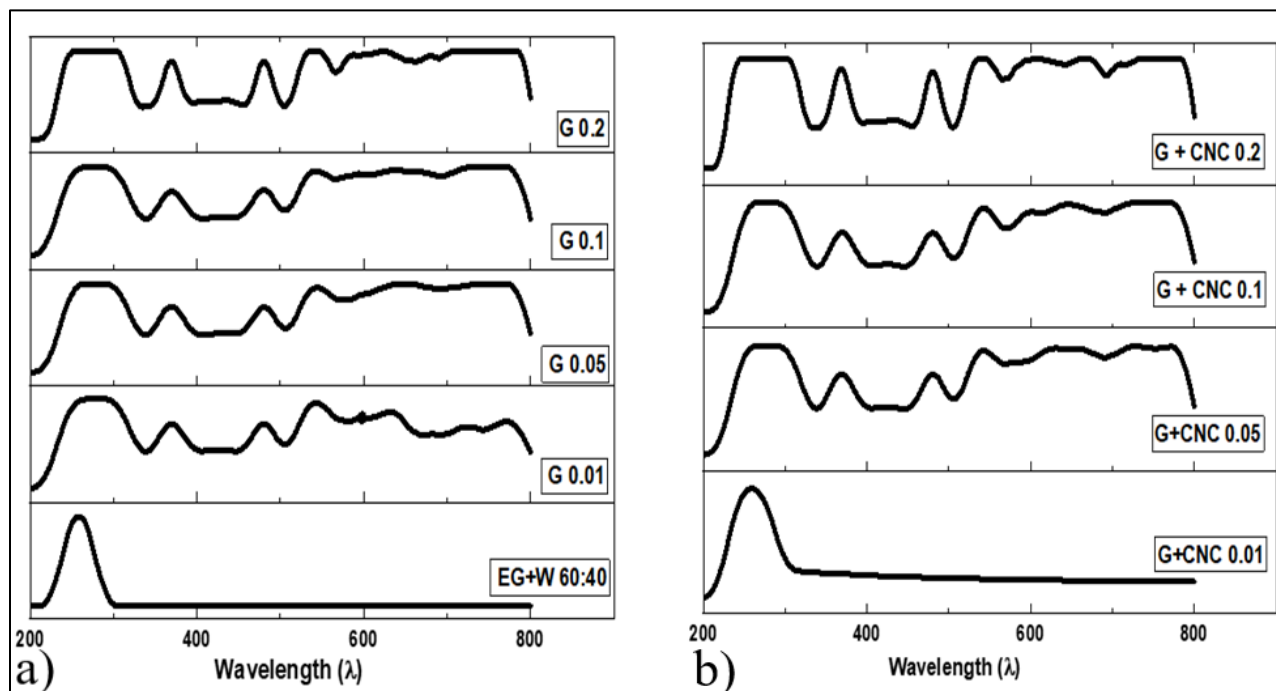 G 0.2
G 0.1
G 0.05
G 0.01
EG+W 60:40
200 400 600 800
Wavelength (λ)
a)
G + CNC 0.2
G + CNC 0.1
G+CNC 0.05
G+CNC 0.01
200 400 600 800
Wavelength (λ)
b)